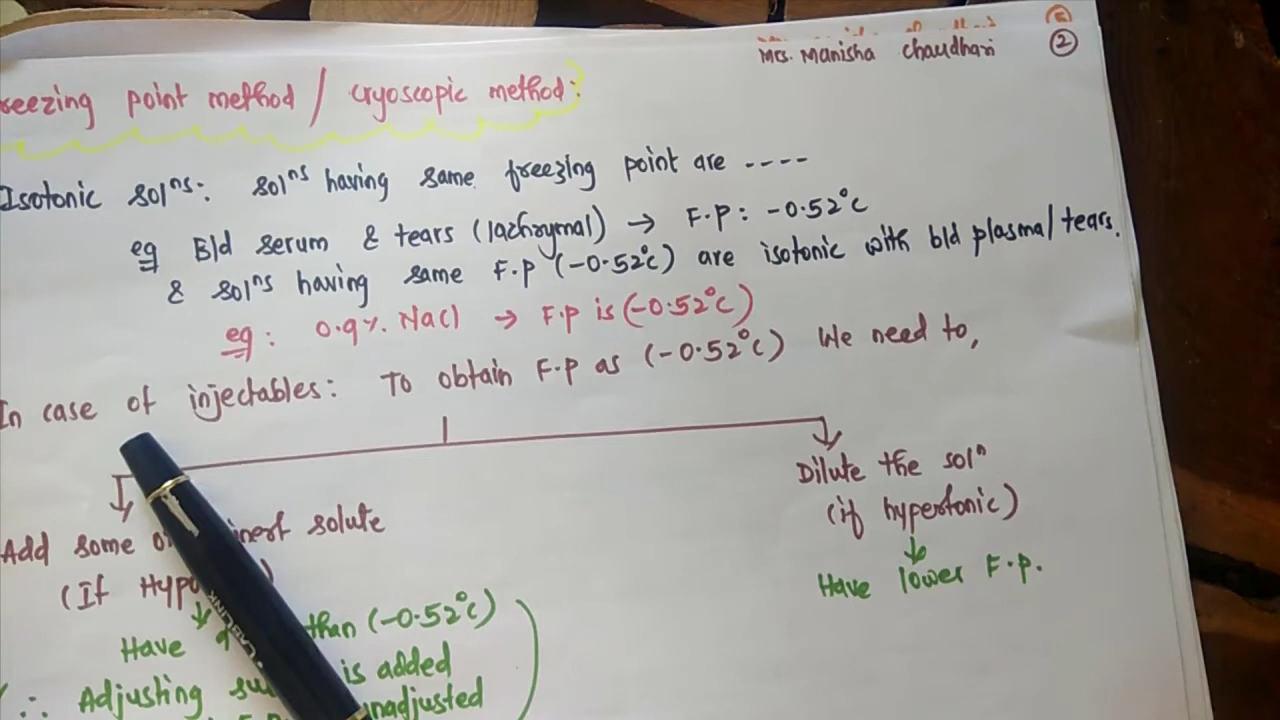 Mrs. Manisha Chaudhari ②
reezing point method / cryoscopic method:
Isotonic solⁿˢ: solⁿˢ having same freezing point are ----
eg Bld serum & tears (lachrymal) → F.P: -0.52°C
& solⁿˢ having same F.P (-0.52°C) are isotonic with bld plasma/tears.
eg: 0.9%. NaCl → F.P is (-0.52°C)
In case of injectables: To obtain F.P as (-0.52°C) We need to,
Dilute the solⁿ
(if hypertonic)
Have lower F.P.
Add some solute
(If
Have than (-0.52°C)
∴ Adjusting is added
unadjusted
CABLINK